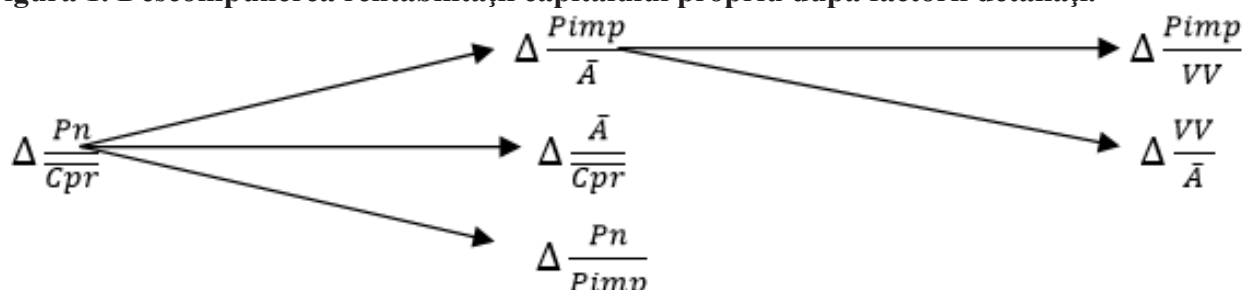 Figura 1. Descompunerea rentabilității capitalului propriu după factorii detaliați.
Δ Pimp / Ā
Δ Pimp / VV
Δ Pn / Cpr
Δ Ā / Cpr
Δ VV / Ā
Δ Pn / Pimp